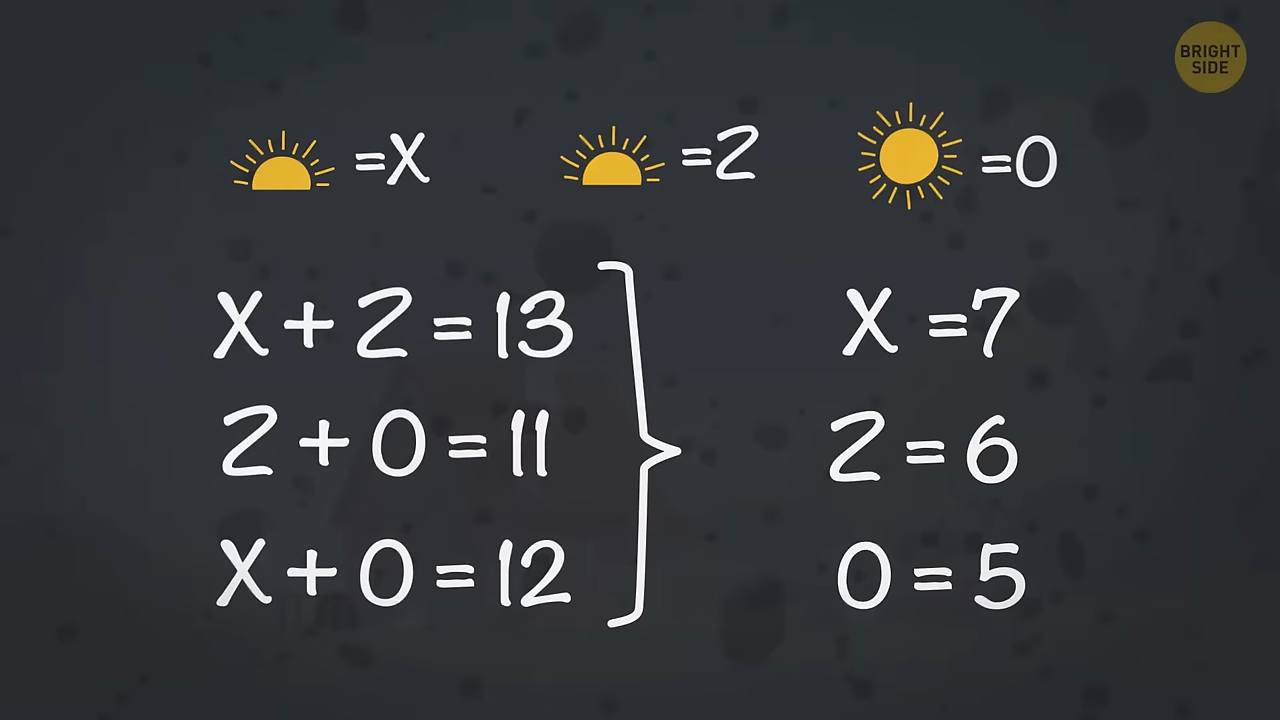 BRIGHT
SIDE
=X =2 =0
X + 2 = 13
X = 7
2 + 0 = 11
2 = 6
X + 0 = 12
0 = 5